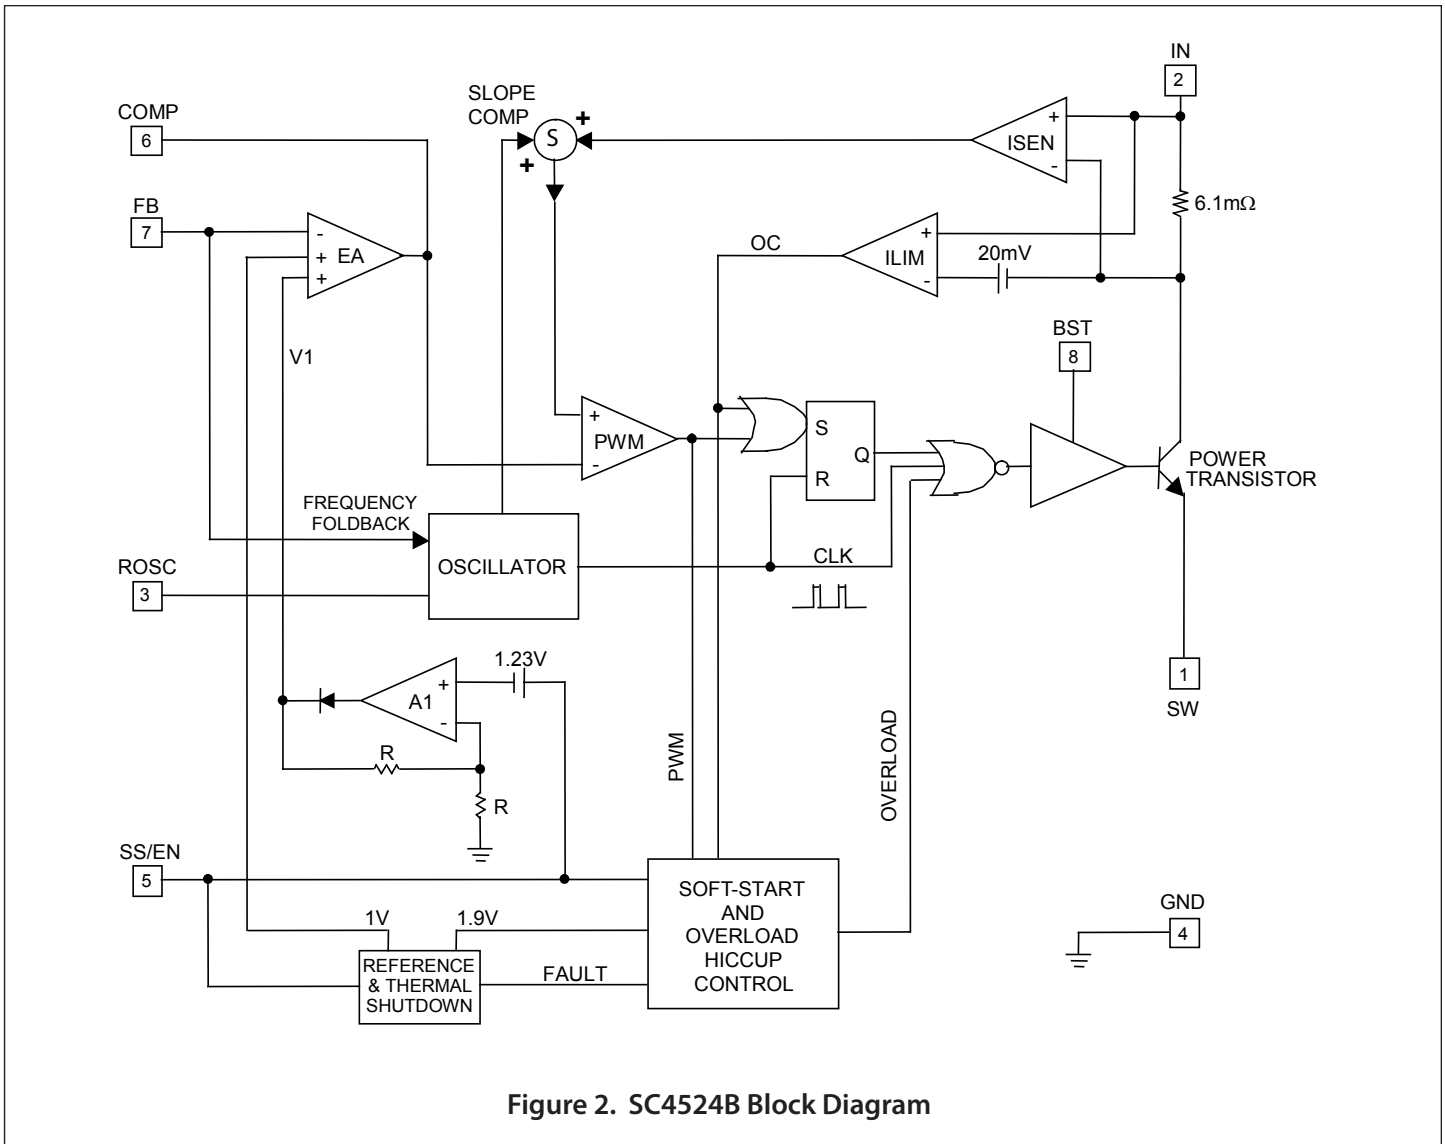 IN
2
SLOPE
COMP
COMP
6
+
S
+
+
ISEN
-
6.1mΩ
FB
7
-
+
EA
+
OC
+
ILIM
-
20mV
BST
8
V1
+
PWM
-
S
Q
R
POWER
TRANSISTOR
FREQUENCY
FOLDBACK
OSCILLATOR
CLK
ROSC
3
1.23V
+
A1
-
R
R
1
SW
PWM
OVERLOAD
SS/EN
5
SOFT-START
AND
OVERLOAD
HICCUP
CONTROL
1V
1.9V
REFERENCE
& THERMAL
SHUTDOWN
FAULT
GND
4
Figure 2. SC4524B Block Diagram